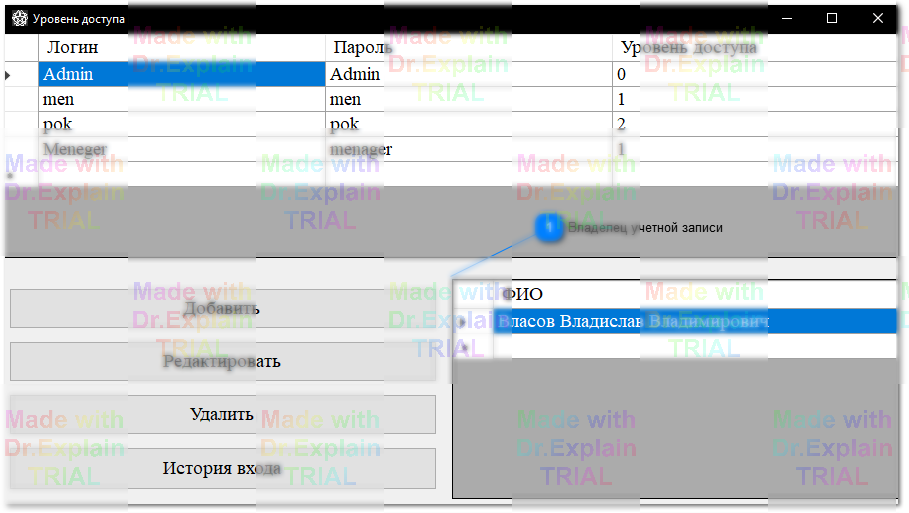 Уровень доступа
Логин Пароль Уровень доступа
Admin Admin 0
men men 1
pok pok 2
Meneger menager 1
1 Владелец учетной записи
Добавить
Редактировать
Удалить
История входа
ФИО
Власов Владислав Владимирович
Made with
Dr.Explain
TRIAL
Made with
Dr.Explain
TRIAL
Made with
Dr.Explain
TRIAL
Made with
Dr.Explain
TRIAL
Made with
Dr.Explain
TRIAL
Made with
Dr.Explain
TRIAL
Made with
Dr.Explain
TRIAL
Made with
Dr.Explain
TRIAL
Made with
Dr.Explain
TRIAL
Made with
Dr.Explain
TRIAL
Made with
Dr.Explain
TRIAL
Made with
Dr.Explain
TRIAL
Made with
Dr.Explain
TRIAL
Made with
Dr.Explain
TRIAL